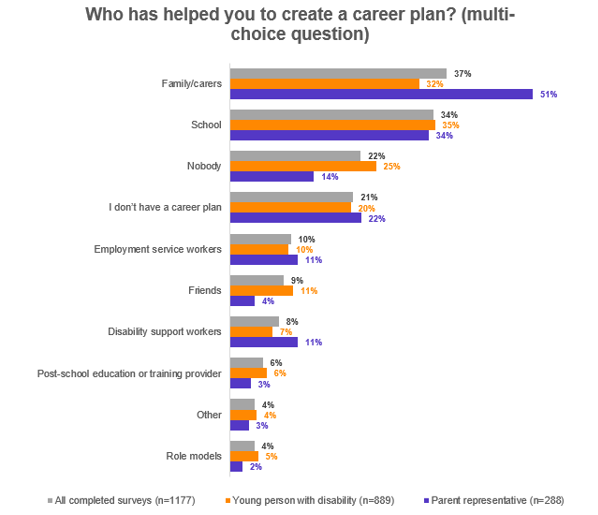 Who has helped you to create a career plan? (multi-
choice question)
Family/carers
37%
32%
51%
School
34%
35%
34%
Nobody
22%
25%
14%
I don't have a career plan
21%
20%
22%
Employment service workers
10%
10%
11%
Friends
9%
11%
4%
Disability support workers
8%
7%
11%
Post-school education or training provider
6%
6%
3%
Other
4%
4%
3%
Role models
4%
5%
2%
All completed surveys (n=1177) Young person with disability (n=889) Parent representative (n=288)